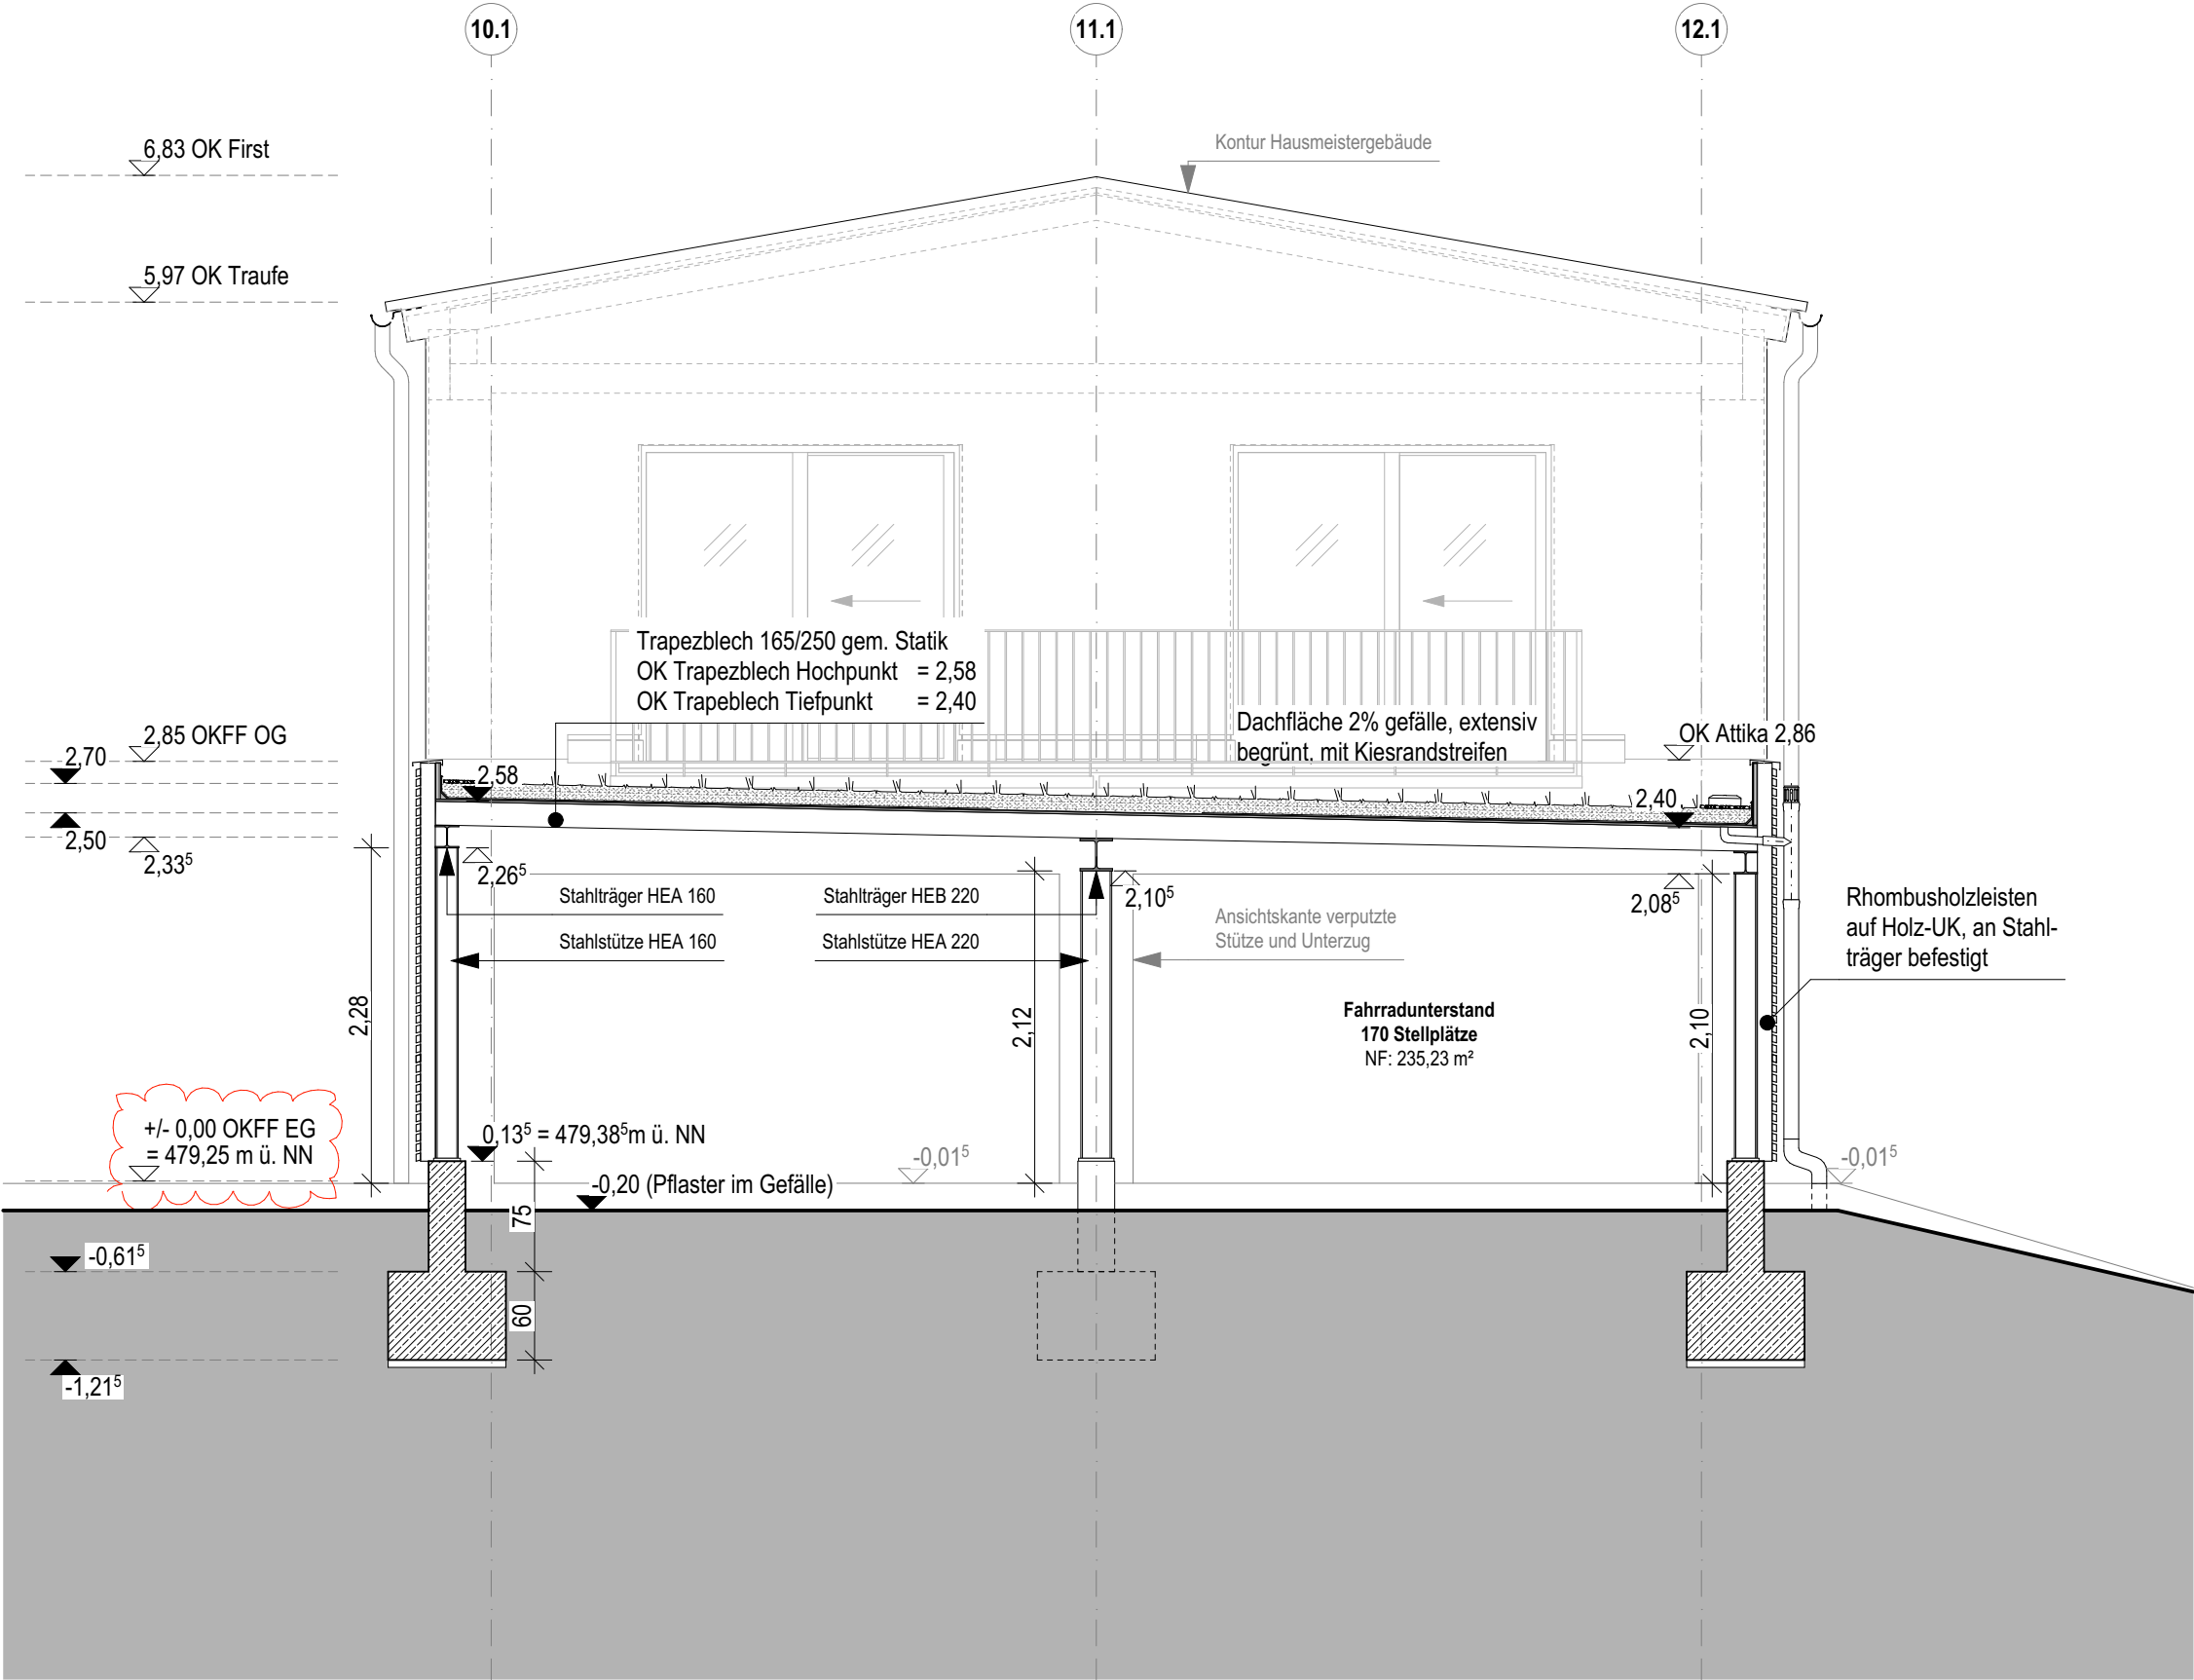 10.1
11.1
12.1
6,83 OK First
Kontur Hausmeistergebäude
5,97 OK Traufe
Trapezblech 165/250 gem. Statik
OK Trapezblech Hochpunkt = 2,58
OK Trapeblech Tiefpunkt = 2,40
Dachfläche 2% gefälle, extensiv
begrünt, mit Kiesrandstreifen
OK Attika 2,86
2,85 OKFF OG
2,70
2,58
2,40
2,50
2,33⁵
2,26⁵
2,10⁵
2,08⁵
Stahlträger HEA 160
Stahlträger HEB 220
Stahlstütze HEA 160
Stahlstütze HEA 220
Ansichtskante verputzte
Stütze und Unterzug
Rhombusholzleisten
auf Holz-UK, an Stahl-
träger befestigt
2,28
2,12
2,10
Fahrradunterstand
170 Stellplätze
NF: 235,23 m²
+/- 0,00 OKFF EG
= 479,25 m ü. NN
0,13⁵ = 479,38⁵m ü. NN
-0,01⁵
-0,01⁵
-0,20 (Pflaster im Gefälle)
75
-0,61⁵
60
-1,21⁵